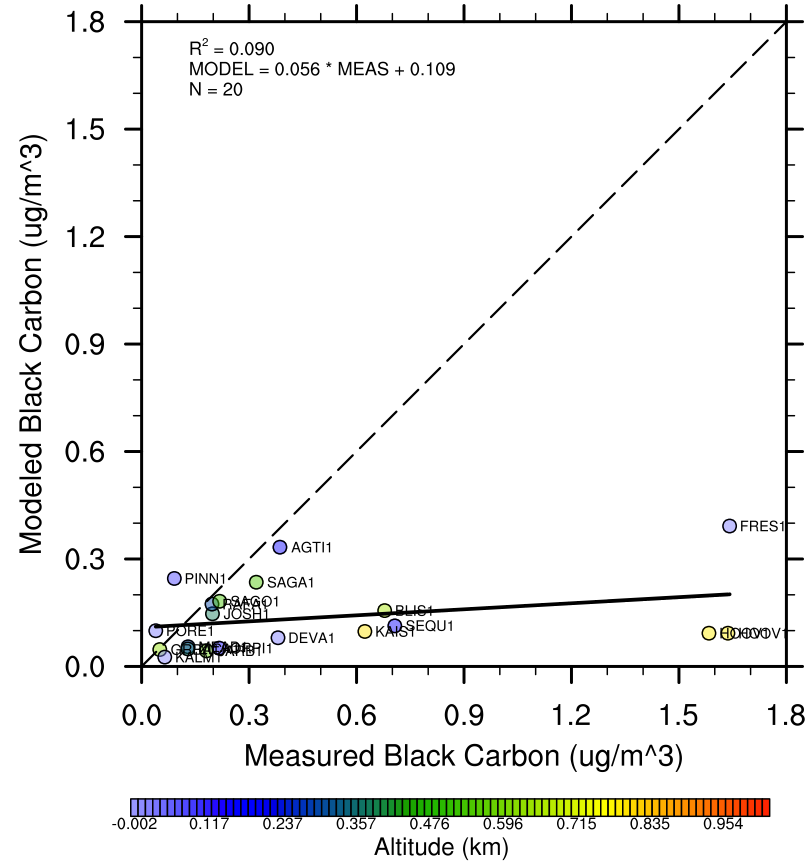 1.8
1.5
1.2
0.9
0.6
0.3
0.0
Modeled Black Carbon (ug/m^3)
R2 = 0.090
MODEL = 0.056 * MEAS + 0.109
N = 20
FRES1
AGTI1
PINN1
SAGA1
SAGO1
JOSH1
BLIS1
PORE1
SEQU1
KAIS1
DEVA1
KALM1
0.0 0.3 0.6 0.9 1.2 1.5 1.8
Measured Black Carbon (ug/m^3)
-0.002 0.117 0.237 0.357 0.476 0.596 0.715 0.835 0.954
Altitude (km)